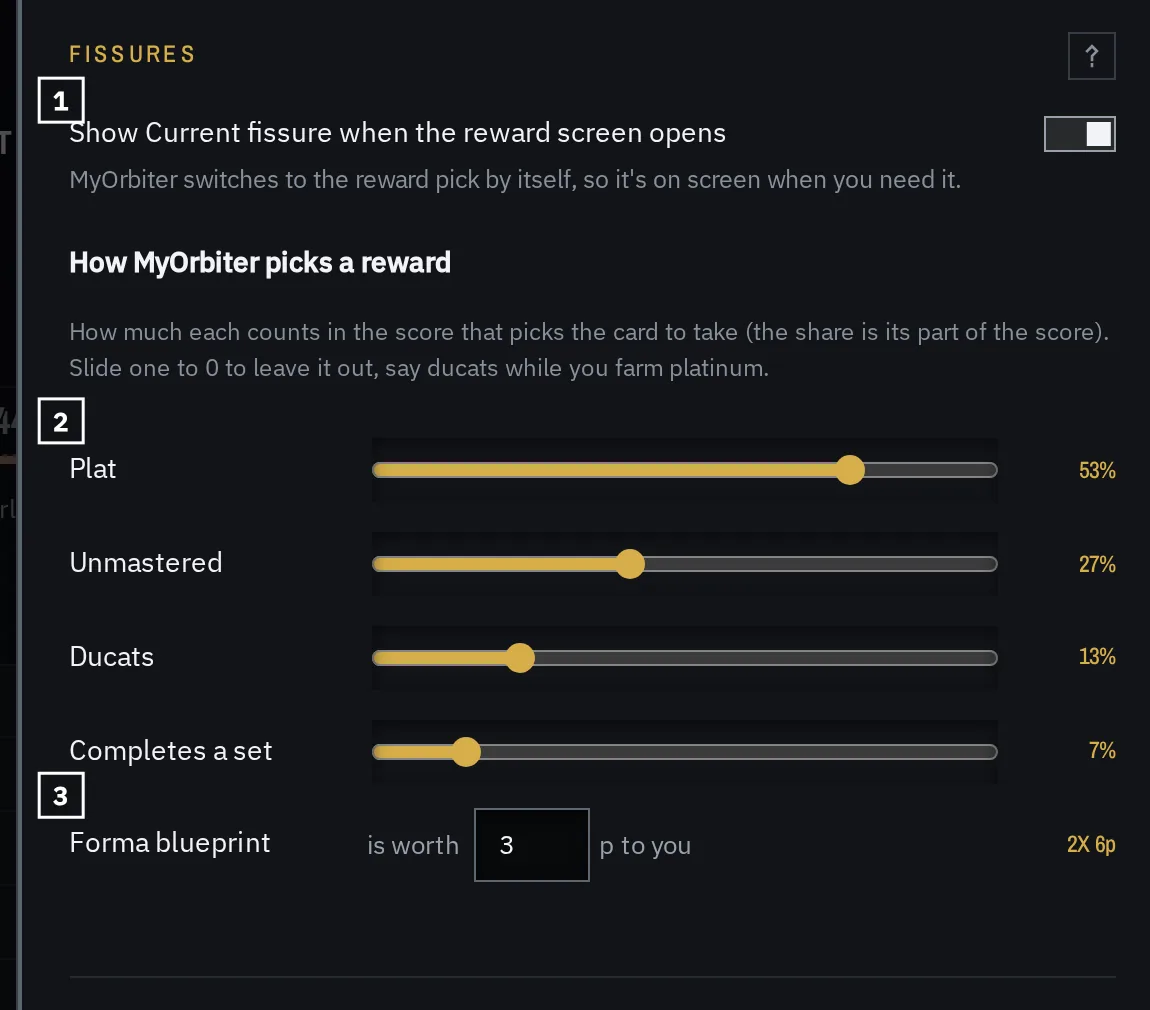 FISSURES
?
1
Show Current fissure when the reward screen opens
MyOrbiter switches to the reward pick by itself, so it's on screen when you need it.
How MyOrbiter picks a reward
How much each counts in the score that picks the card to take (the share is its part of the score).
Slide one to 0 to leave it out, say ducats while you farm platinum.
2
Plat 53%
Unmastered 27%
Ducats 13%
Completes a set 7%
3
Forma blueprint is worth 3 p to you 2X 6p